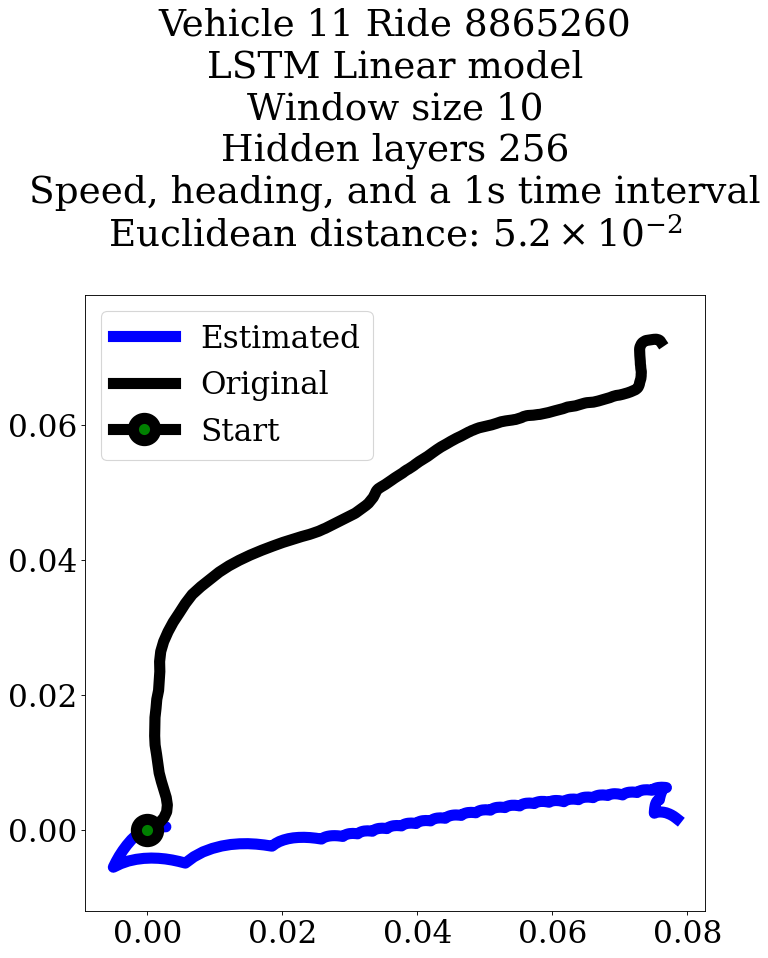 Vehicle 11 Ride 8865260
LSTM Linear model
Window size 10
Hidden layers 256
Speed, heading, and a 1s time interval
Euclidean distance: 5.2 × 10⁻²
Estimated
Original
Start
0.06
0.04
0.02
0.00
0.00 0.02 0.04 0.06 0.08